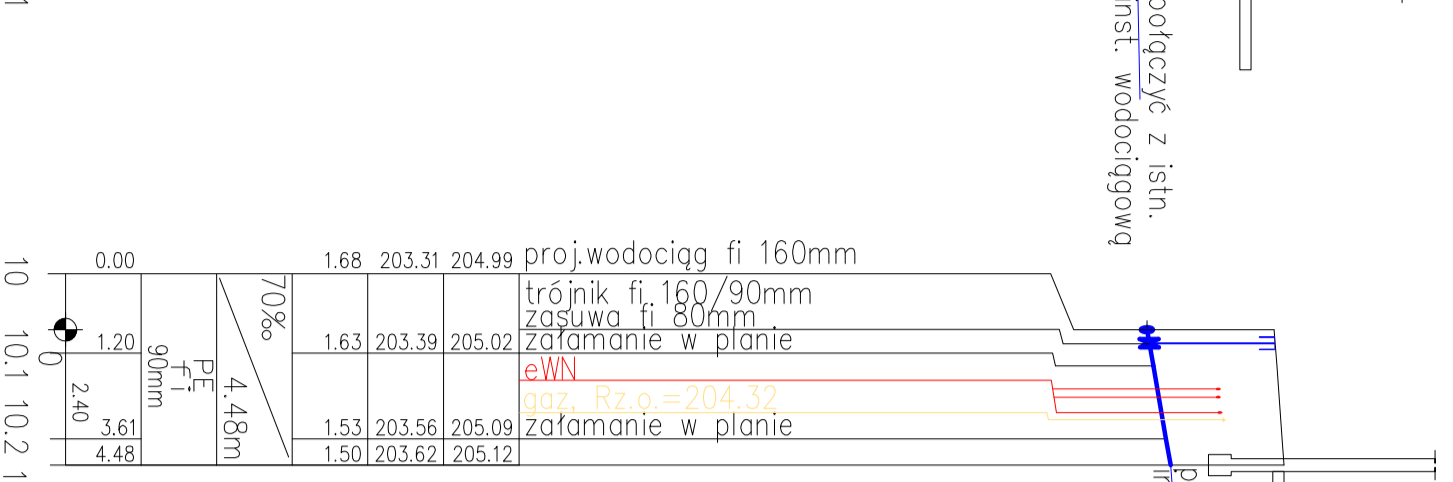 połączyć z istn.
inst. wodociągową
0.00 1.68 203.31 204.99 proj.wodociąg fi 160mm
trójnik fi 160/90mm
zasuwa fi 80mm
1.20 1.63 203.39 205.02 załamanie w planie
eWN
gaz, Rz.o.=204.32
3.61 1.53 203.56 205.09 załamanie w planie
4.48 1.50 203.62 205.12
2.40
PE
fi
90mm
70‰
4.48m
10
10.1
10.2
0